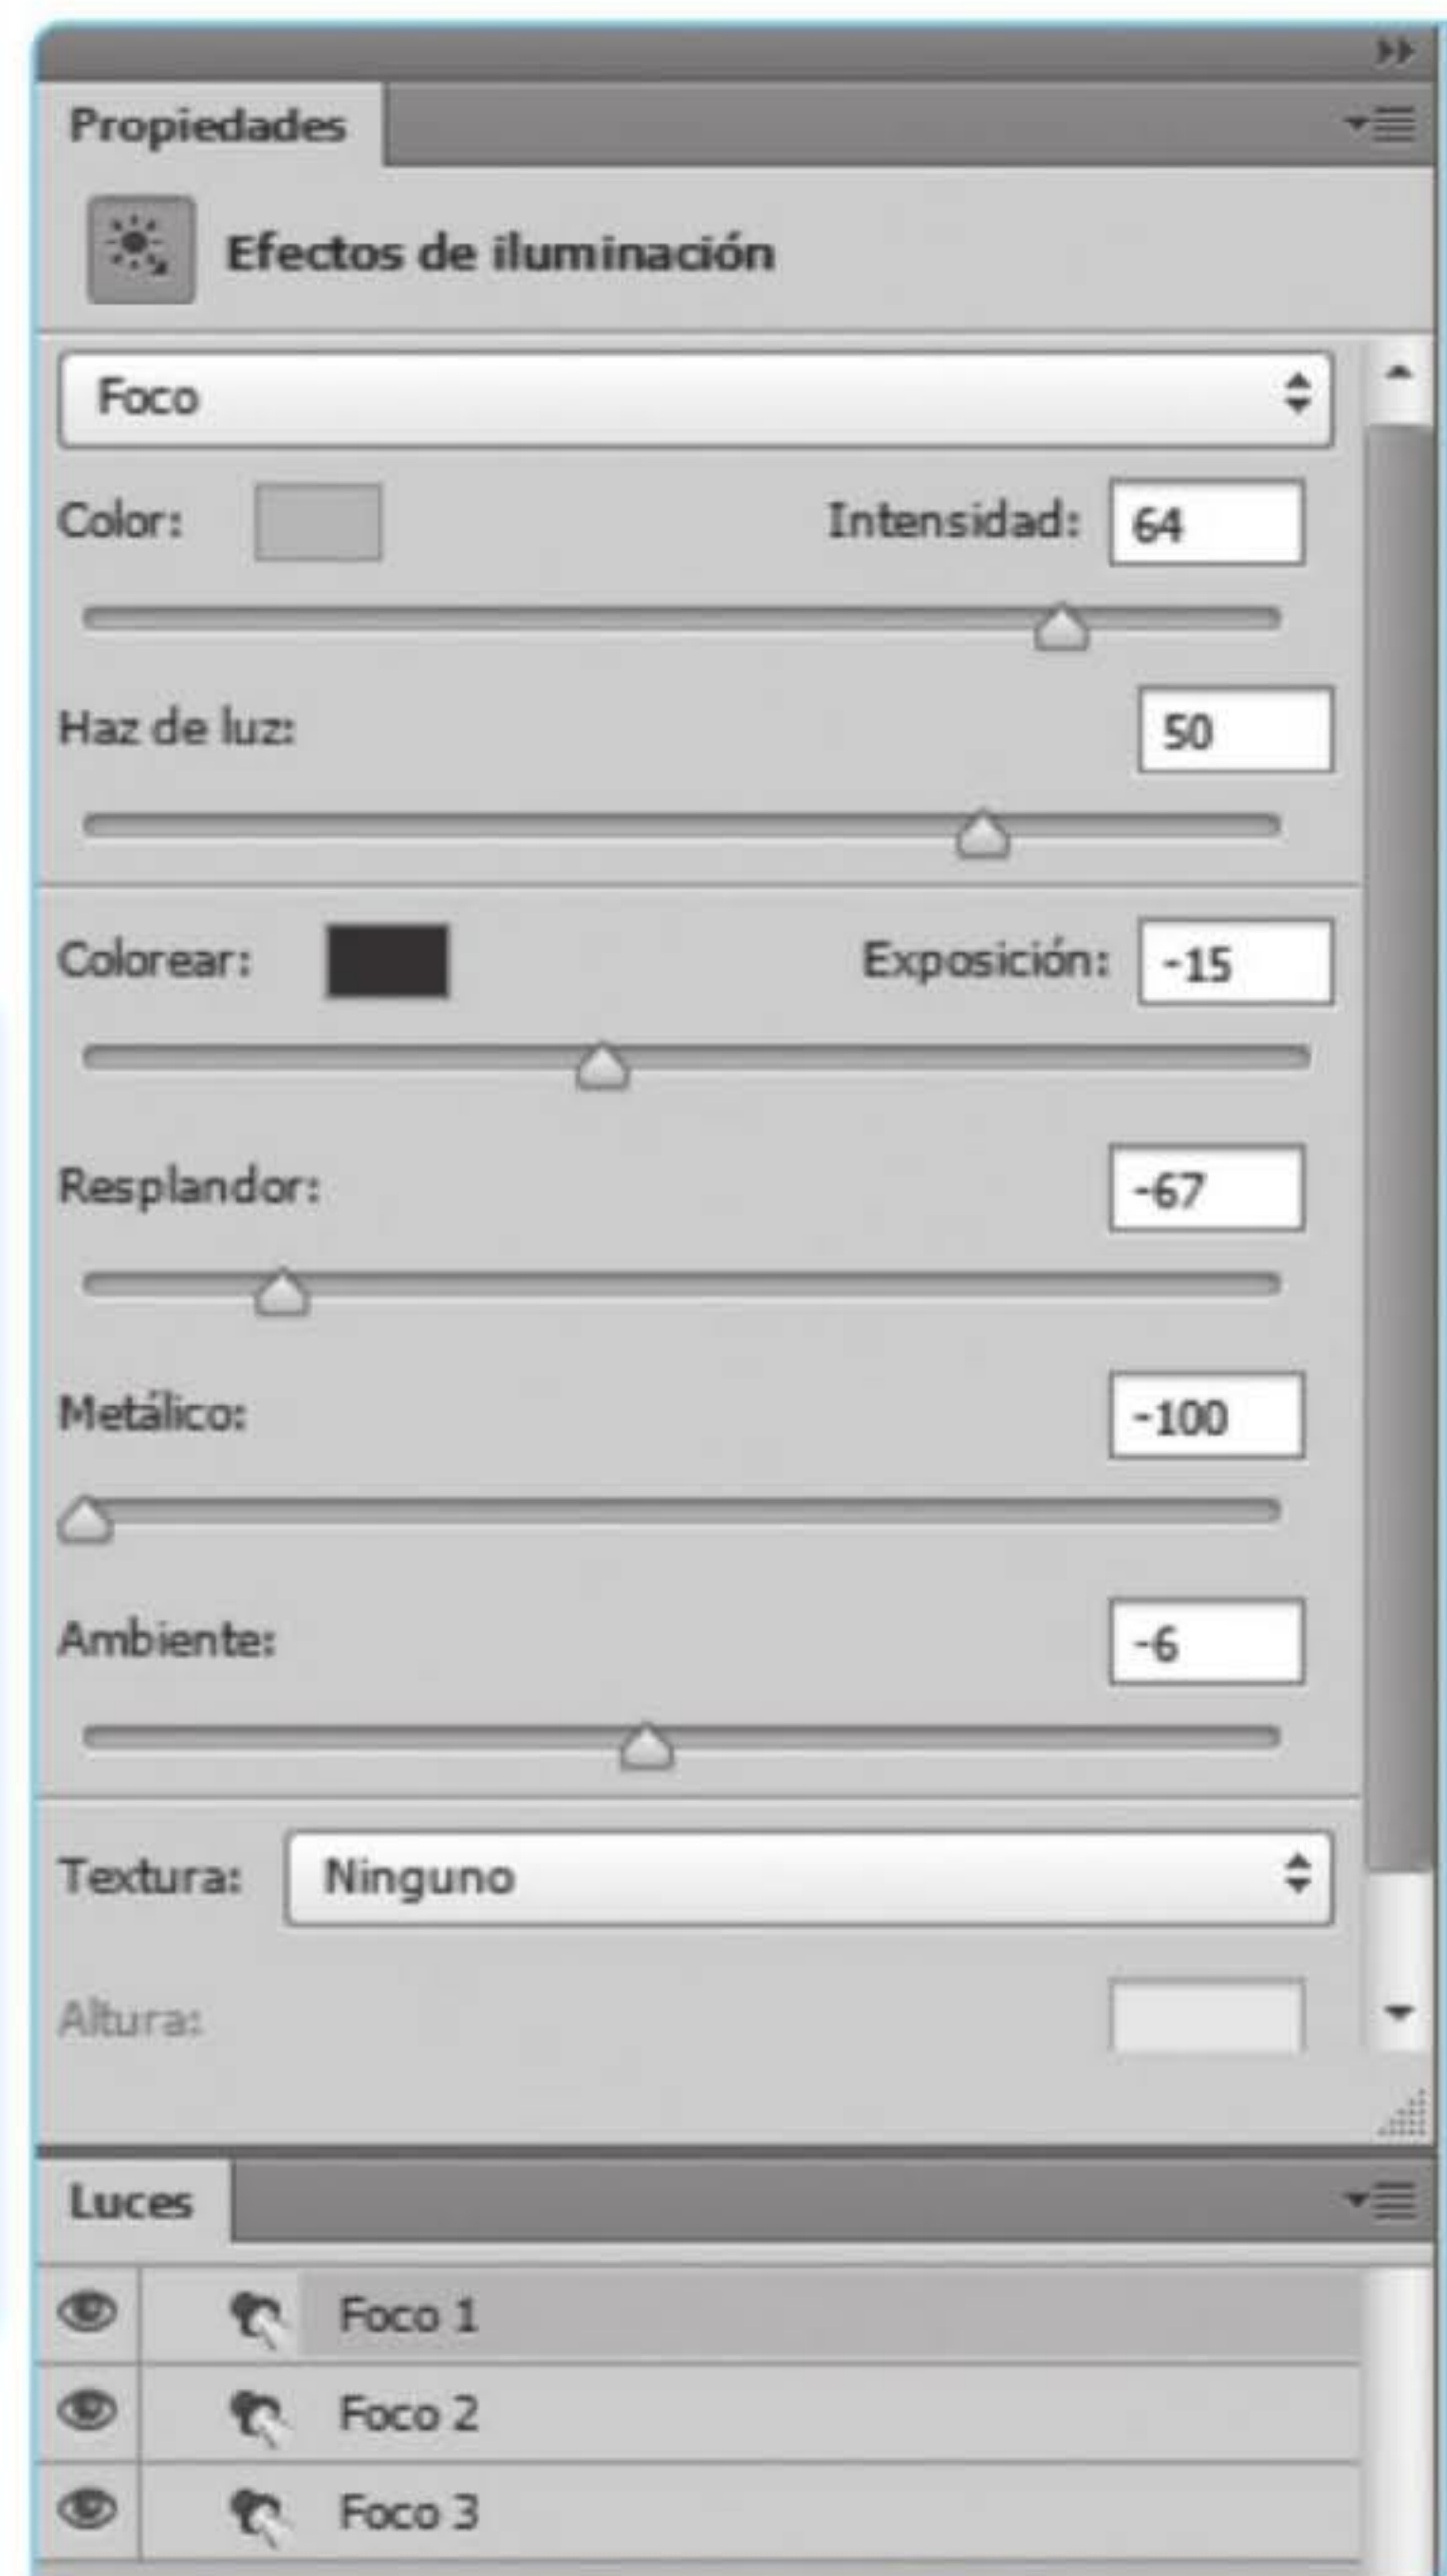 Propiedades
Efectos de iluminación
Foco
Color: Intensidad: 64
Haz de luz: 50
Colorear: Exposición: -15
Resplandor: -67
Metálico: -100
Ambiente: -6
Textura: Ninguno
Altura:
Luces
Foco 1
Foco 2
Foco 3